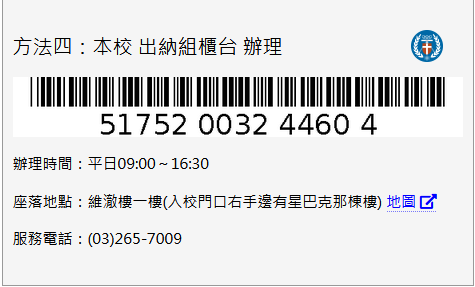 方法四：本校 出納組櫃台 辦理
51752 0032 4460 4
辦理時間：平日09:00～16:30
座落地點：維澈樓一樓(入校門口右手邊有星巴克那棟樓) 地圖
服務電話：(03)265-7009